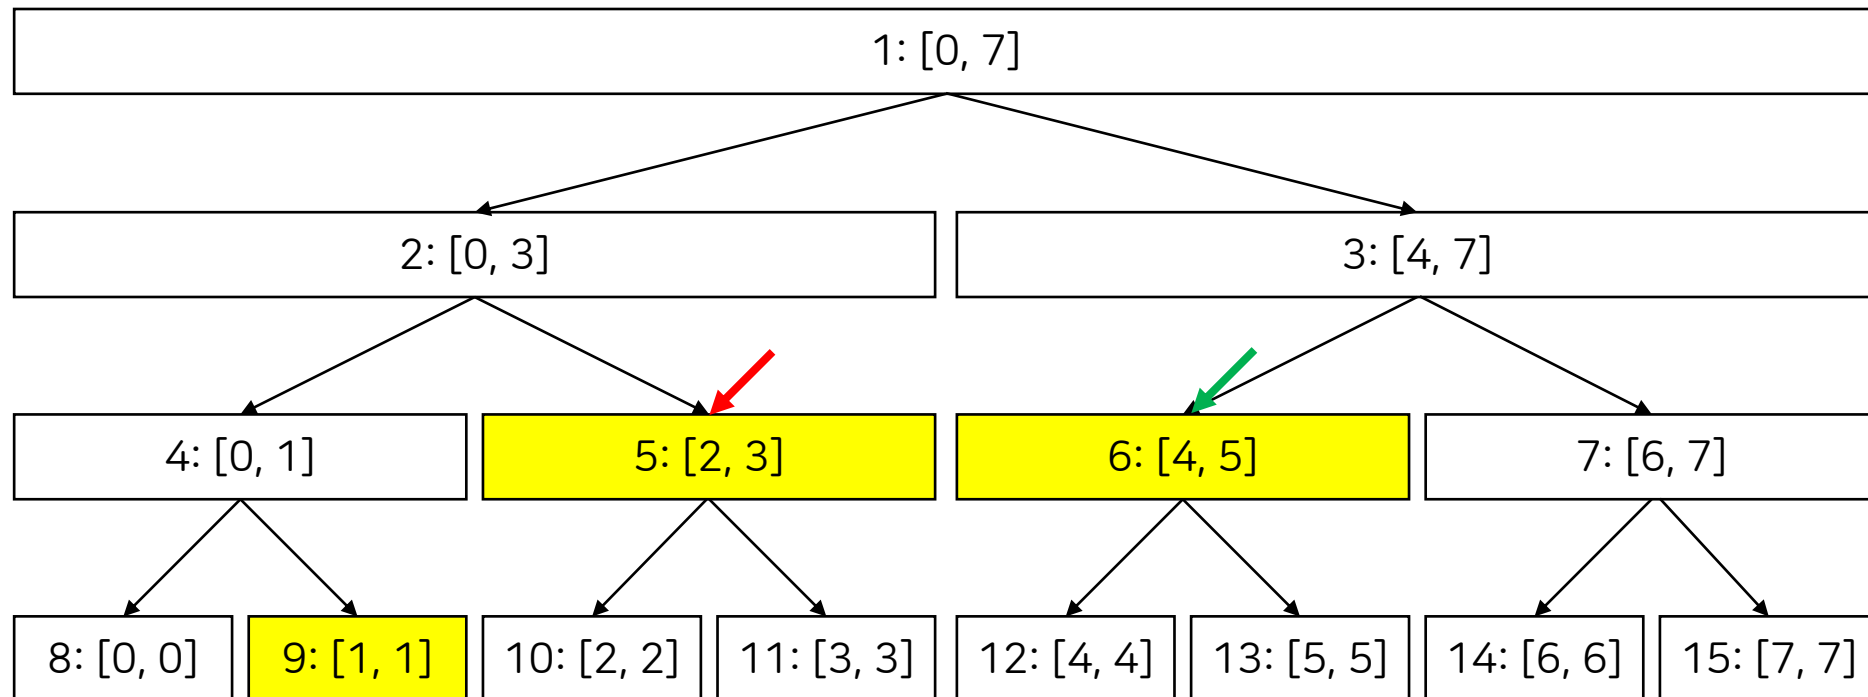 1: [0, 7]
2: [0, 3]
3: [4, 7]
4: [0, 1]
5: [2, 3]
6: [4, 5]
7: [6, 7]
8: [0, 0]
9: [1, 1]
10: [2, 2]
11: [3, 3]
12: [4, 4]
13: [5, 5]
14: [6, 6]
15: [7, 7]